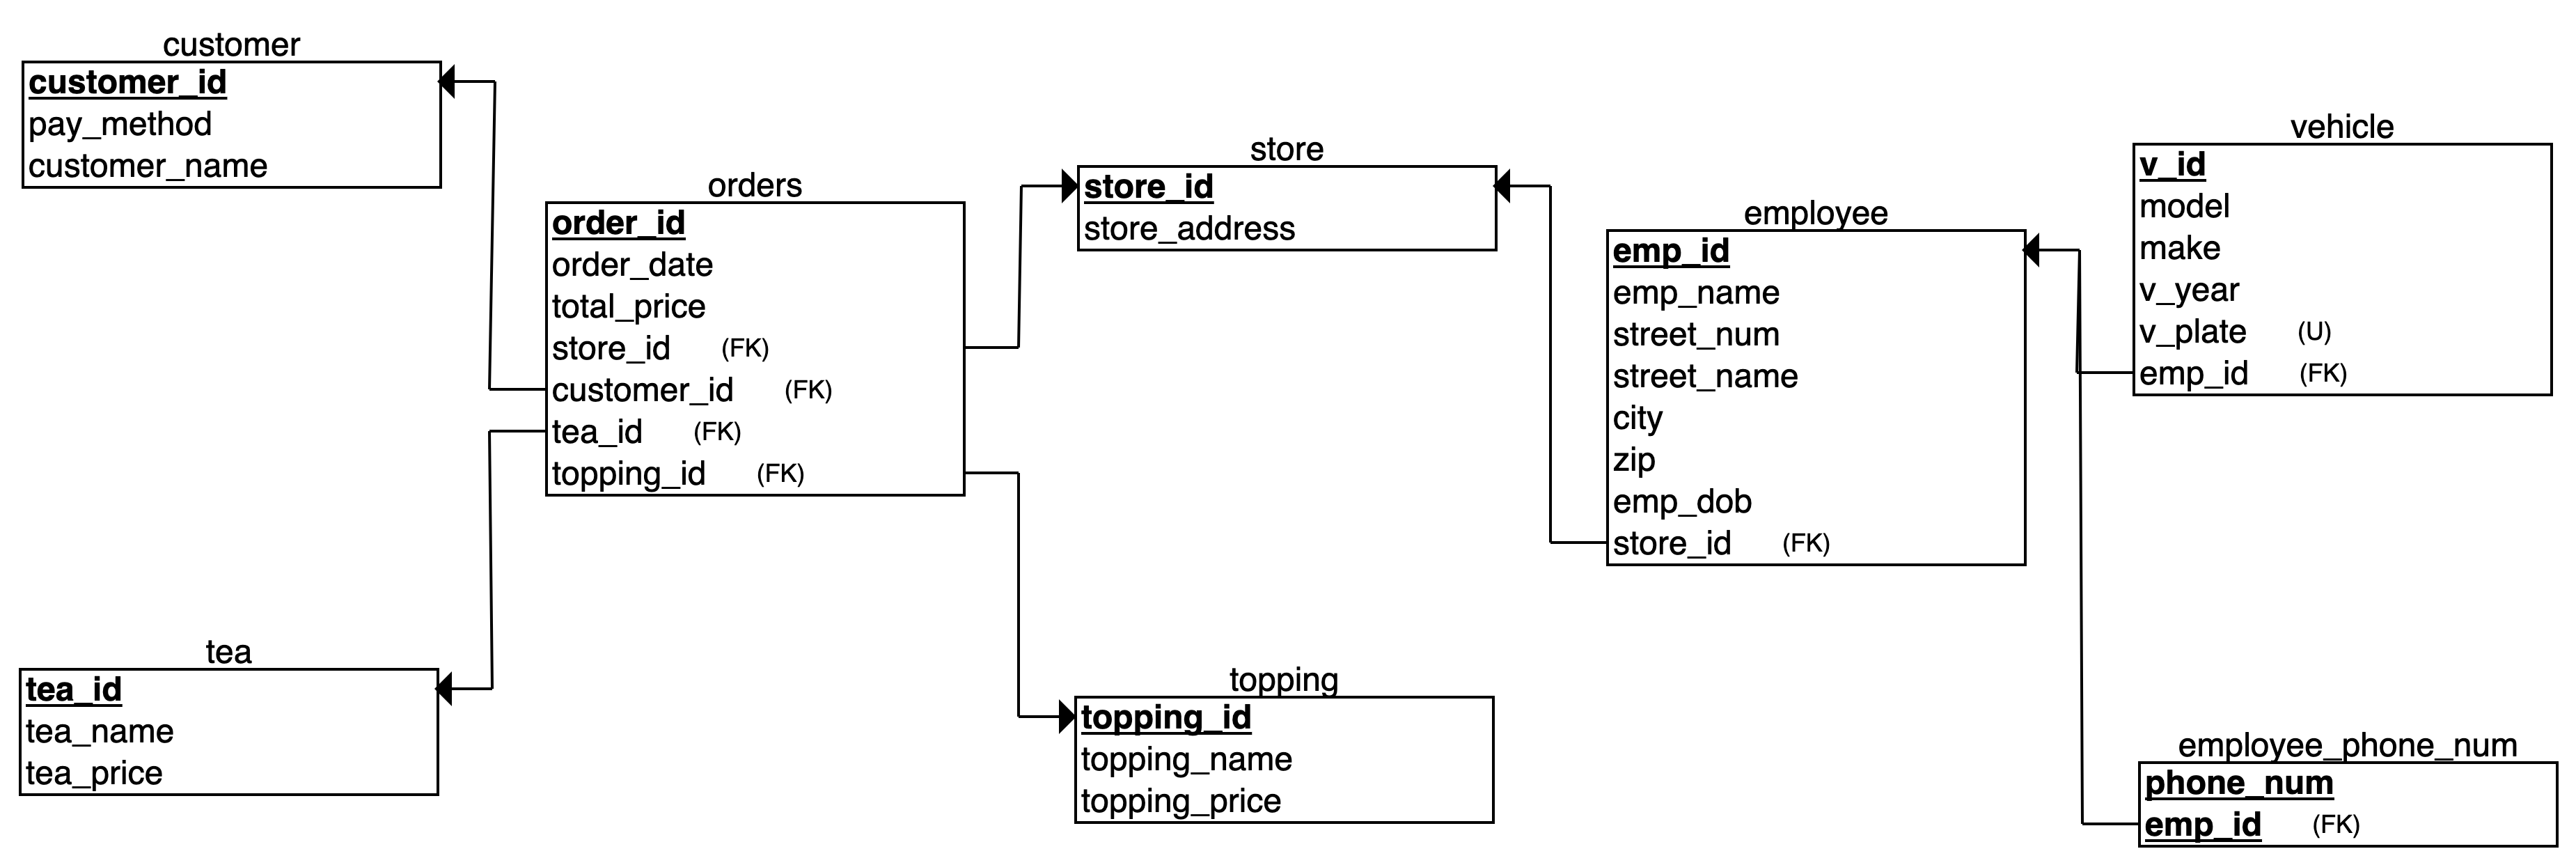 customer
customer_id
pay_method
customer_name
orders
order_id
order_date
total_price
store_id (FK)
customer_id (FK)
tea_id (FK)
topping_id (FK)
tea
tea_id
tea_name
tea_price
store
store_id
store_address
topping
topping_id
topping_name
topping_price
employee
emp_id
emp_name
street_num
street_name
city
zip
emp_dob
store_id (FK)
vehicle
v_id
model
make
v_year
v_plate (U)
emp_id (FK)
employee_phone_num
phone_num
emp_id (FK)